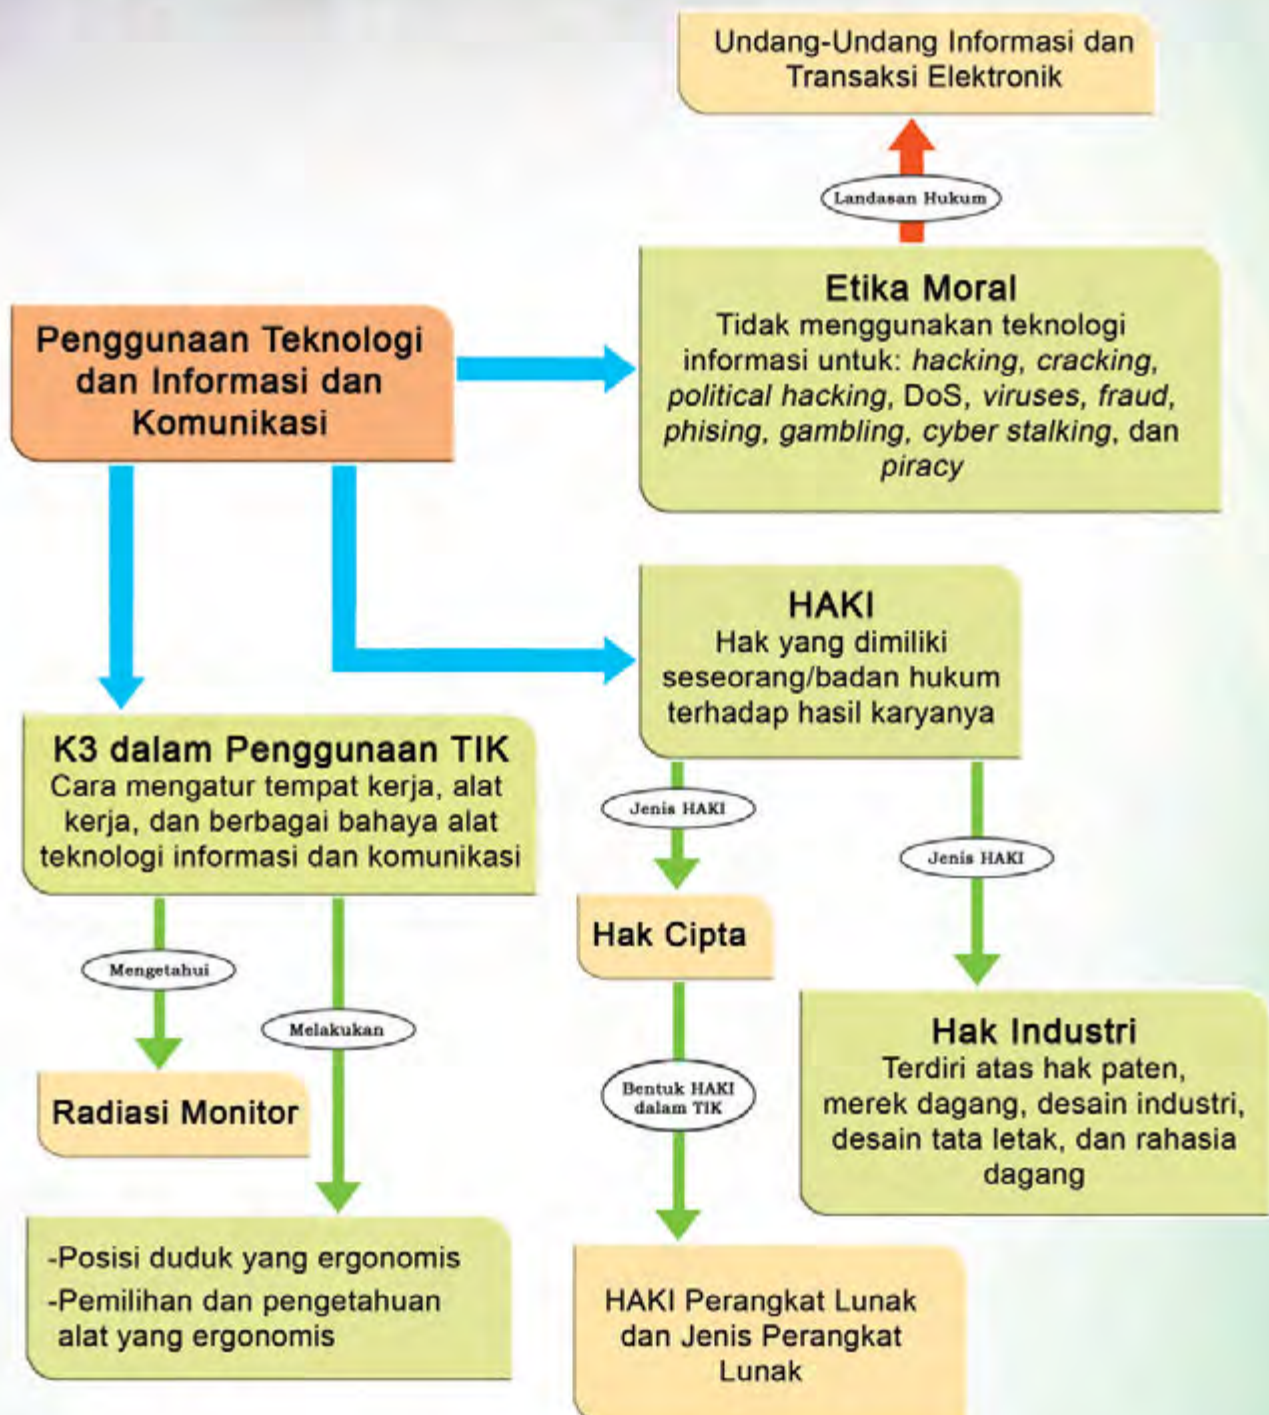 Undang-Undang Informasi dan
Transaksi Elektronik
Landasan Hukum
Etika Moral
Tidak menggunakan teknologi
informasi untuk: hacking, cracking,
political hacking, DoS, viruses, fraud,
phising, gambling, cyber stalking, dan
piracy
Penggunaan Teknologi
dan Informasi dan
Komunikasi
HAKI
Hak yang dimiliki
seseorang/badan hukum
terhadap hasil karyanya
K3 dalam Penggunaan TIK
Cara mengatur tempat kerja, alat
kerja, dan berbagai bahaya alat
teknologi informasi dan komunikasi
Jenis HAKI
Jenis HAKI
Hak Cipta
Mengetahui
Melakukan
Hak Industri
Terdiri atas hak paten,
merek dagang, desain industri,
desain tata letak, dan rahasia
dagang
Bentuk HAKI
dalam TIK
Radiasi Monitor
-Posisi duduk yang ergonomis
-Pemilihan dan pengetahuan
alat yang ergonomis
HAKI Perangkat Lunak
dan Jenis Perangkat
Lunak